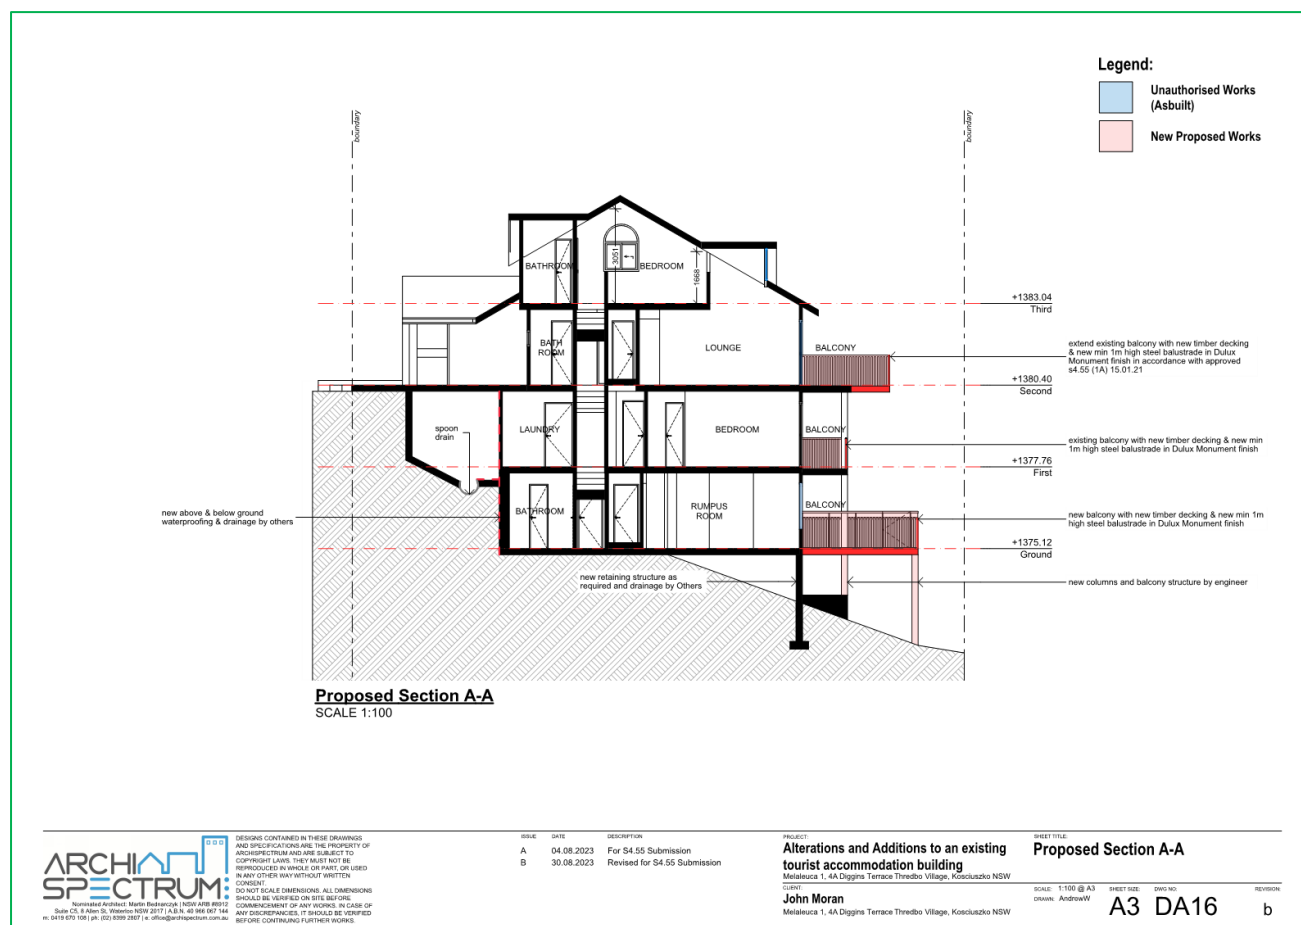 Legend:
Unauthorised Works
(Asbuilt)
New Proposed Works
boundary
boundary
BATHROOM
3051
BEDROOM
1668
+1383.04
Third
BATH
ROOM
LOUNGE
BALCONY
extend existing balcony with new timber decking
& new min 1m high steel balustrade in Dulux
Monument finish in accordance with approved
s4.55 (1A) 15.01.21
+1380.40
Second
spoon
drain
LAUNDRY
BEDROOM
BALCONY
existing balcony with new timber decking & new min
1m high steel balustrade in Dulux Monument finish
+1377.76
First
new above & below ground
waterproofing & drainage by others
BATHROOM
RUMPUS
ROOM
BALCONY
new balcony with new timber decking & new min 1m
high steel balustrade in Dulux Monument finish
+1375.12
Ground
new retaining structure as
required and drainage by Others
new columns and balcony structure by engineer
Proposed Section A-A
SCALE 1:100
ARCHI
SPECTRUM
Nominated Architect: Martin Bednarczyk | NSW ARB #8912
Suite C5, 8 Allen St, Waterloo NSW 2017 | A.B.N. 40 966 067 144
m: 0419 670 108 | ph: (02) 8399 2807 | e: office@archispectrum.com.au
DESIGNS CONTAINED IN THESE DRAWINGS
AND SPECIFICATIONS ARE THE PROPERTY OF
ARCHISPECTRUM AND ARE SUBJECT TO
COPYRIGHT LAWS. THEY MUST NOT BE
REPRODUCED IN WHOLE OR PART, OR USED
IN ANY OTHER WAY WITHOUT WRITTEN
CONSENT.
DO NOT SCALE DIMENSIONS. ALL DIMENSIONS
SHOULD BE VERIFIED ON SITE BEFORE
COMMENCEMENT OF ANY WORKS. IN CASE OF
ANY DISCREPANCIES, IT SHOULD BE VERIFIED
BEFORE CONTINUING FURTHER WORKS.
ISSUE DATE DESCRIPTION
A 04.08.2023 For S4.55 Submission
B 30.08.2023 Revised for S4.55 Submission
PROJECT:
Alterations and Additions to an existing
tourist accommodation building
Melaleuca 1, 4A Diggins Terrace Thredbo Village, Kosciuszko NSW
CLIENT:
John Moran
Melaleuca 1, 4A Diggins Terrace Thredbo Village, Kosciuszko NSW
SHEET TITLE:
Proposed Section A-A
SCALE: 1:100 @ A3 SHEET SIZE: DWG NO: REVISION:
DRAWN: AndrowW
A3 DA16 b